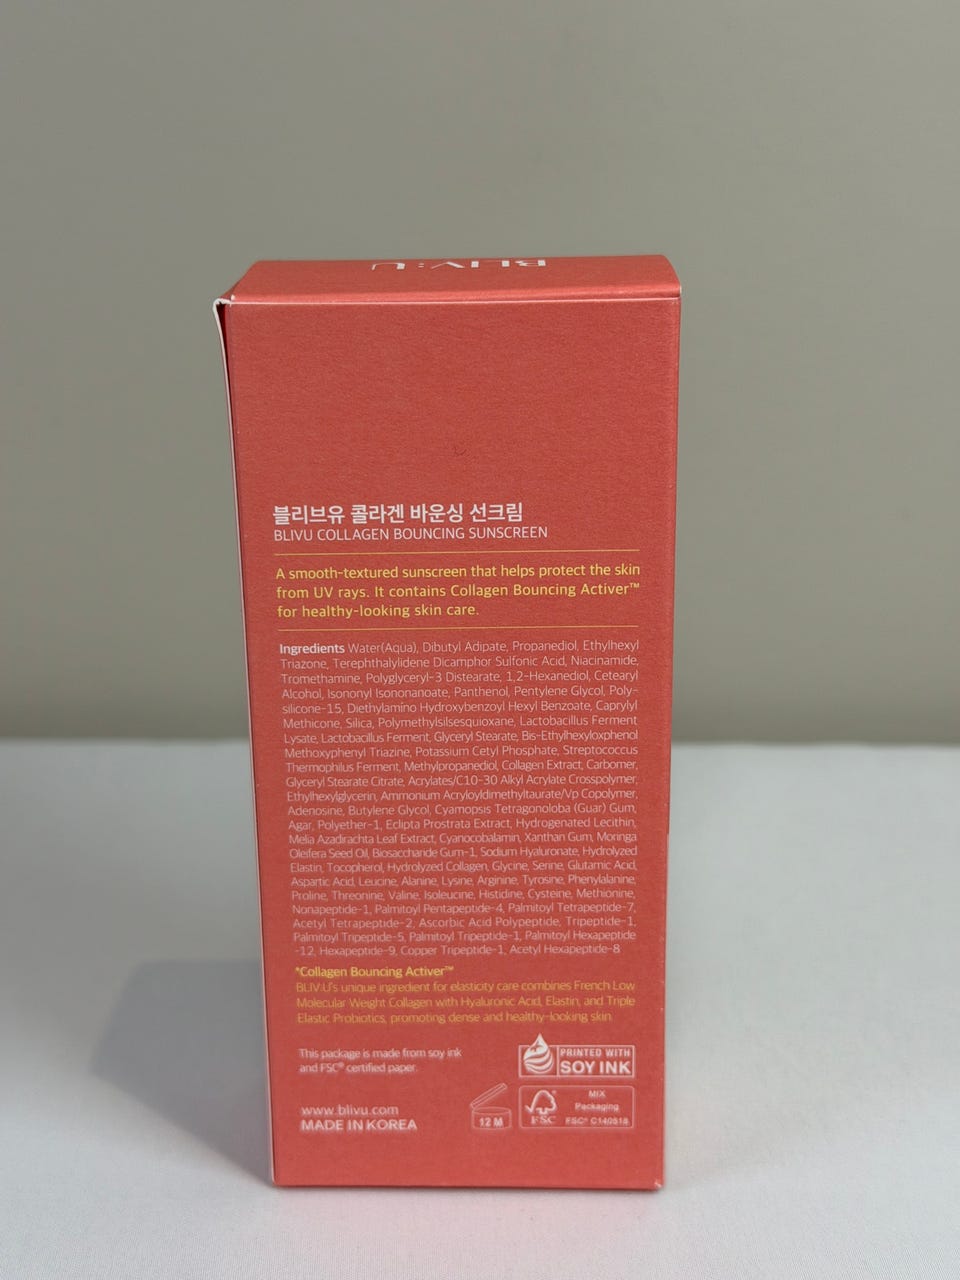 BLIV:U
블리브유 콜라겐 바운싱 선크림
BLIVU COLLAGEN BOUNCING SUNSCREEN
A smooth-textured sunscreen that helps protect the skin
from UV rays. It contains Collagen Bouncing Activer™
for healthy-looking skin care.
Ingredients Water(Aqua), Dibutyl Adipate, Propanediol, Ethylhexyl
Triazone, Terephthalylidene Dicamphor Sulfonic Acid, Niacinamide,
Tromethamine, Polyglyceryl-3 Distearate, 1,2-Hexanediol, Cetearyl
Alcohol, Isononyl Isononanoate, Panthenol, Pentylene Glycol, Poly-
silicone-15, Diethylamino Hydroxybenzoyl Hexyl Benzoate, Caprylyl
Methicone, Silica, Polymethylsilsesquioxane, Lactobacillus Ferment
Lysate, Lactobacillus Ferment, Glyceryl Stearate, Bis-Ethylhexyloxphenol
Methoxyphenyl Triazine, Potassium Cetyl Phosphate, Streptococcus
Thermophilus Ferment, Methylpropanediol, Collagen Extract, Carbomer,
Glyceryl Stearate Citrate, Acrylates/C10-30 Alkyl Acrylate Crosspolymer,
Ethylhexylglycerin, Ammonium Acryloyldimethyltaurate/Vp Copolymer,
Adenosine, Butylene Glycol, Cyamopsis Tetragonoloba (Guar) Gum,
Agar, Polyether-1, Eclipta Prostrata Extract, Hydrogenated Lecithin,
Melia Azadirachta Leaf Extract, Cyanocobalamin, Xanthan Gum, Moringa
Oleifera Seed Oil, Biosaccharide Gum-1, Sodium Hyaluronate, Hydrolyzed
Elastin, Tocopherol, Hydrolyzed Collagen, Glycine, Serine, Glutamic Acid,
Aspartic Acid, Leucine, Alanine, Lysine, Arginine, Tyrosine, Phenylalanine,
Proline, Threonine, Valine, Isoleucine, Histidine, Cysteine, Methionine,
Nonapeptide-1, Palmitoyl Pentapeptide-4, Palmitoyl Tetrapeptide-7,
Acetyl Tetrapeptide-2, Ascorbic Acid Polypeptide, Tripeptide-1,
Palmitoyl Tripeptide-5, Palmitoyl Tripeptide-1, Palmitoyl Hexapeptide
-12, Hexapeptide-9, Copper Tripeptide-1, Acetyl Hexapeptide-8
*Collagen Bouncing Activer™
BLIV:U's unique ingredient for elasticity care combines French Low
Molecular Weight Collagen with Hyaluronic Acid, Elastin, and Triple
Elastic Probiotics, promoting dense and healthy-looking skin.
This package is made from soy ink
and FSC® certified paper.
PRINTED WITH
SOY INK
www.blivu.com
MADE IN KOREA
12 M
FSC
MIX
Packaging
FSC® C140518